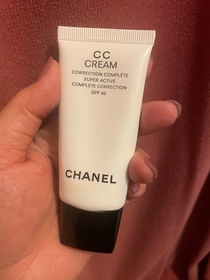 CC
CREAM
CORRECTION COMPLÈTE
SUPER ACTIVE
COMPLETE CORRECTION
SPF 50
CHANEL